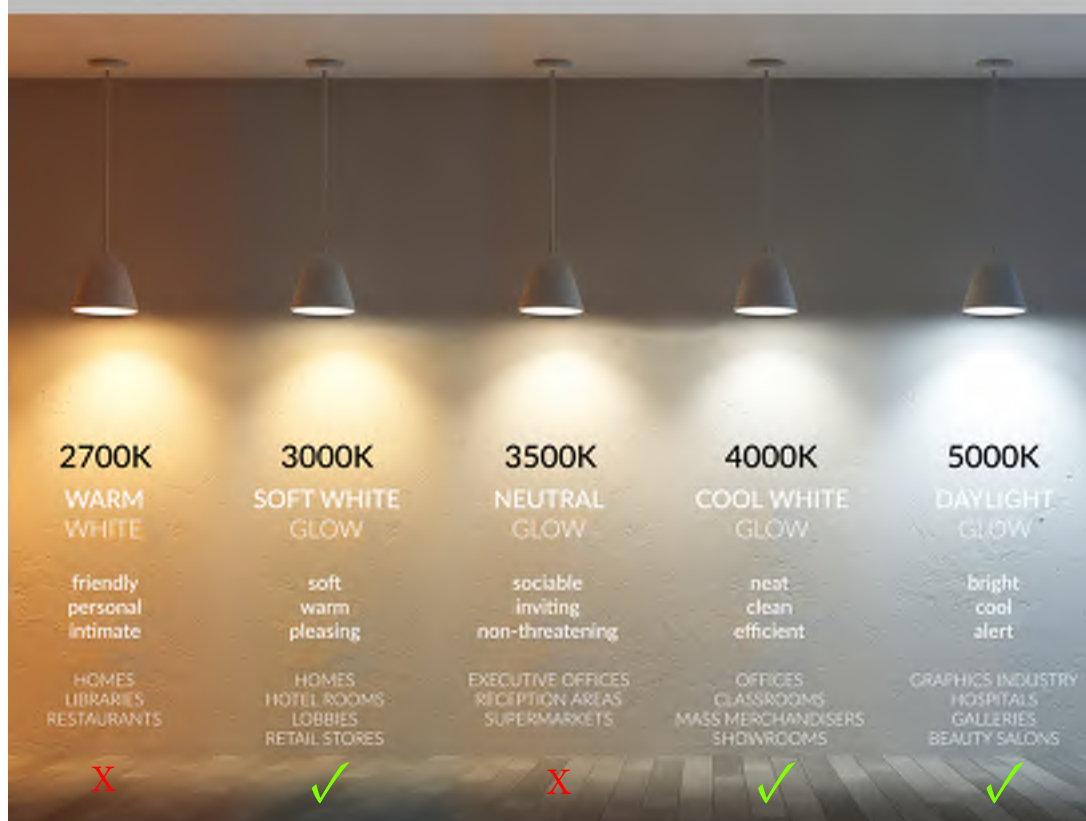 2700K
WARM
WHITE
friendly
personal
intimate
HOMES
LIBRARIES
RESTAURANTS
X
3000K
SOFT WHITE
GLOW
soft
warm
pleasing
HOMES
HOTEL ROOMS
LOBBIES
RETAIL STORES
✓
3500K
NEUTRAL
GLOW
sociable
inviting
non-threatening
EXECUTIVE OFFICES
RECEPTION AREAS
SUPERMARKETS
X
4000K
COOL WHITE
GLOW
neat
clean
efficient
OFFICES
CLASSROOMS
MASS MERCHANDISERS
SHOWROOMS
✓
5000K
DAYLIGHT
GLOW
bright
cool
alert
GRAPHICS INDUSTRY
HOSPITALS
GALLERIES
BEAUTY SALONS
✓